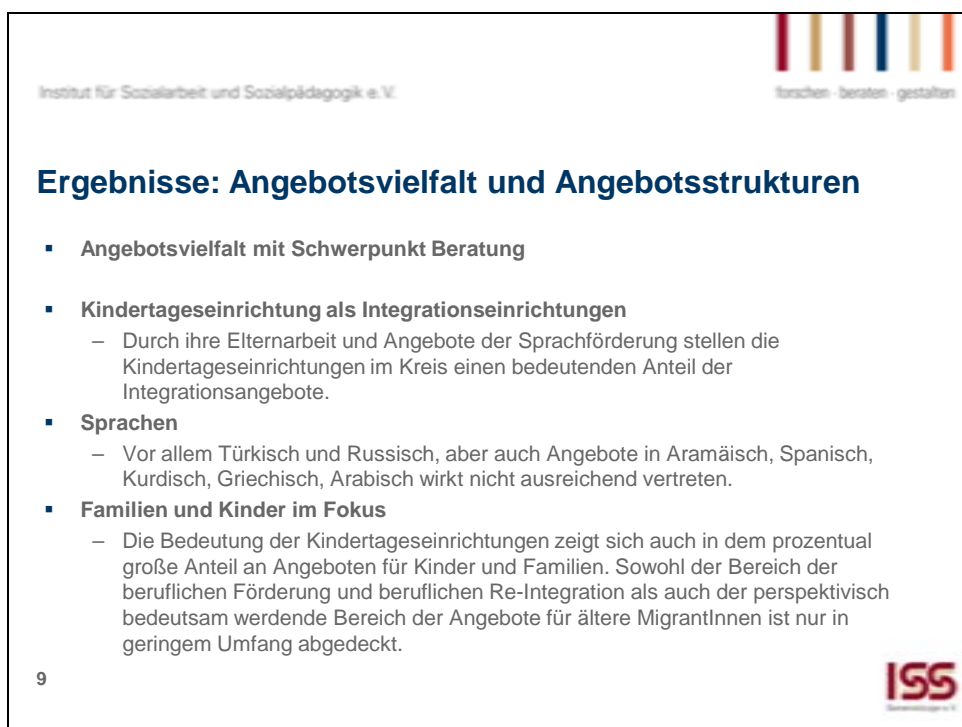 Institut für Sozialarbeit und Sozialpädagogik e.V.
forschen - beraten - gestalten
Ergebnisse: Angebotsvielfalt und Angebotsstrukturen
▪ Angebotsvielfalt mit Schwerpunkt Beratung
▪ Kindertageseinrichtung als Integrationseinrichtungen
– Durch ihre Elternarbeit und Angebote der Sprachförderung stellen die
Kindertageseinrichtungen im Kreis einen bedeutenden Anteil der
Integrationsangebote.
▪ Sprachen
– Vor allem Türkisch und Russisch, aber auch Angebote in Aramäisch, Spanisch,
Kurdisch, Griechisch, Arabisch wirkt nicht ausreichend vertreten.
▪ Familien und Kinder im Fokus
– Die Bedeutung der Kindertageseinrichtungen zeigt sich auch in dem prozentual
große Anteil an Angeboten für Kinder und Familien. Sowohl der Bereich der
beruflichen Förderung und beruflichen Re-Integration als auch der perspektivisch
bedeutsam werdende Bereich der Angebote für ältere MigrantInnen ist nur in
geringem Umfang abgedeckt.
9
ISS